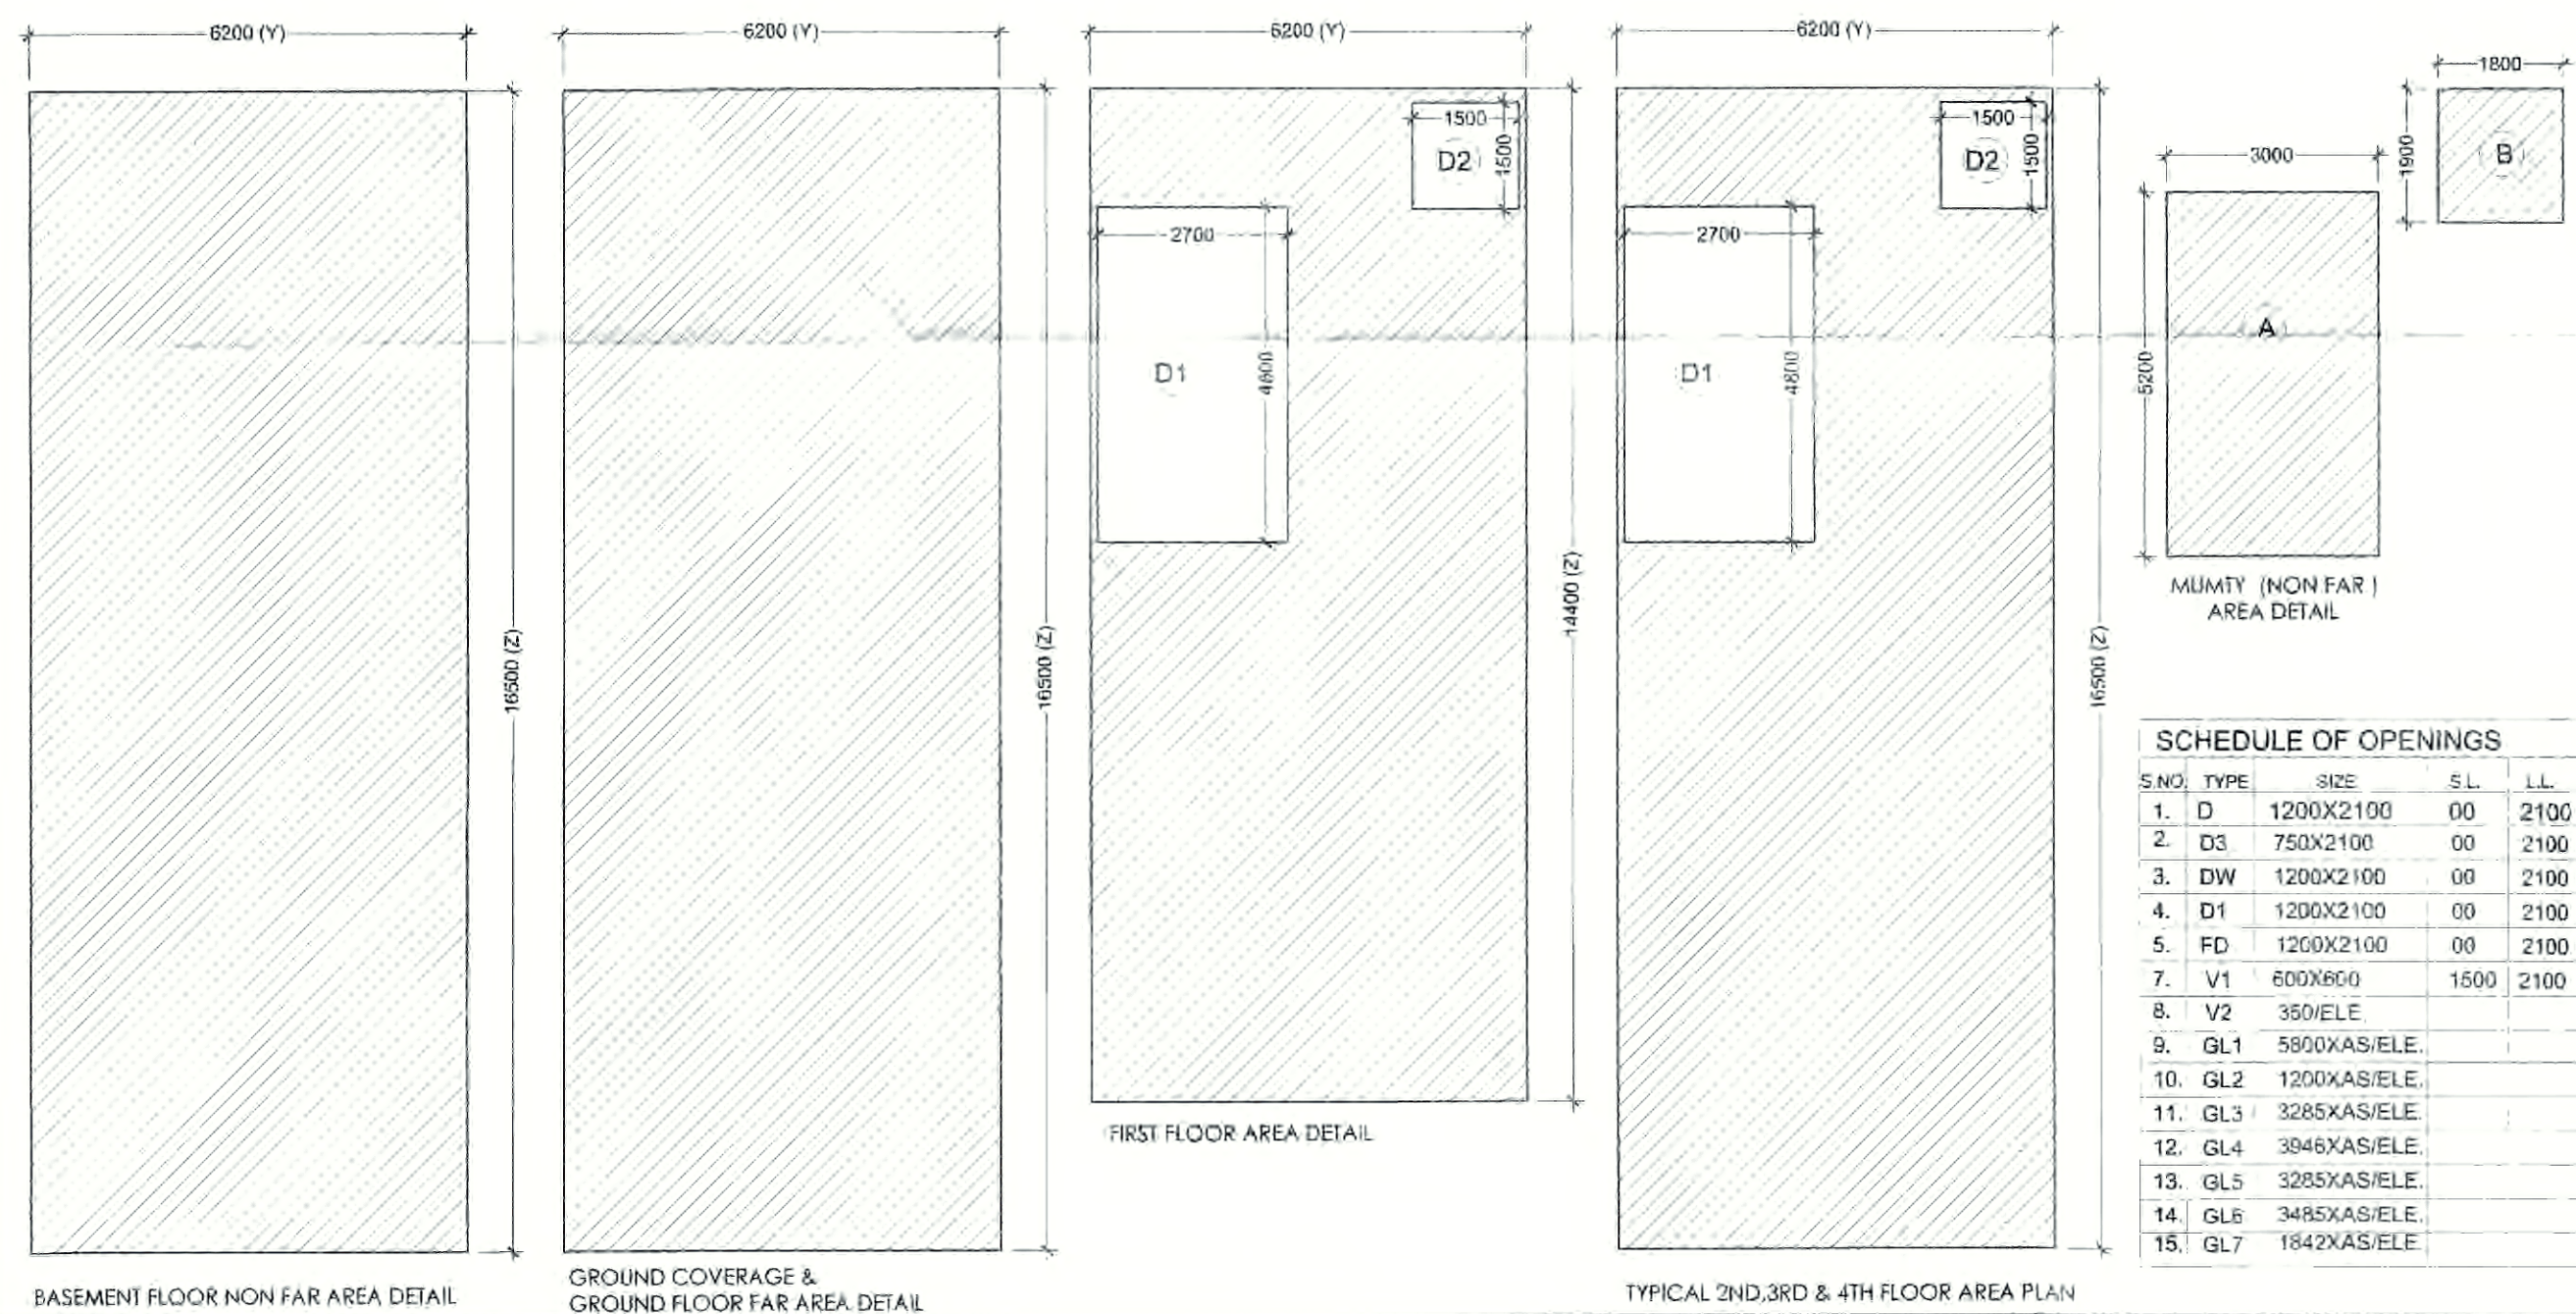 6200 (Y)
16500 (Z)
BASEMENT FLOOR NON FAR AREA DETAIL
6200 (Y)
16500 (Z)
GROUND COVERAGE &
GROUND FLOOR FAR AREA DETAIL
6200 (Y)
1500
D2
1500
2700
D1
4800
14400 (Z)
FIRST FLOOR AREA DETAIL
6200 (Y)
1500
D2
1500
2700
D1
4800
16500 (Z)
TYPICAL 2ND,3RD & 4TH FLOOR AREA PLAN
3000
5200
A
1800
1900
B
MUMTY (NON FAR )
AREA DETAIL
SCHEDULE OF OPENINGS
S.NO. TYPE SIZE S.L. L.L.
1. D 1200X2100 00 2100
2. D3 750X2100 00 2100
3. DW 1200X2100 00 2100
4. D1 1200X2100 00 2100
5. FD 1200X2100 00 2100
7. V1 600X600 1500 2100
8. V2 350/ELE
9. GL1 5800XAS/ELE.
10. GL2 1200XAS/ELE.
11. GL3 3285XAS/ELE.
12. GL4 3946XAS/ELE.
13. GL5 3285XAS/ELE.
14. GL6 3485XAS/ELE.
15. GL7 1842XAS/ELE.